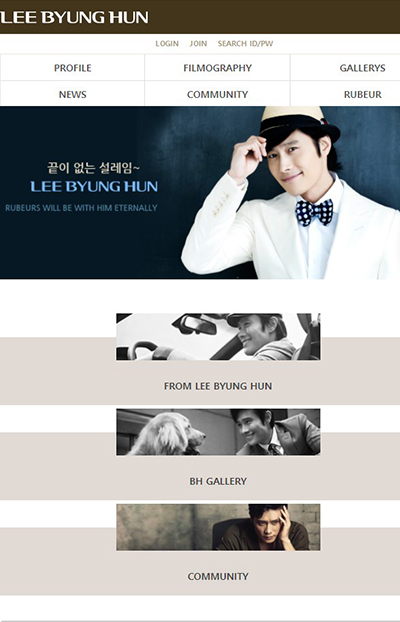 LEE BYUNG HUN
LOGIN JOIN SEARCH ID/PW
PROFILE FILMOGRAPHY GALLERYS
NEWS COMMUNITY RUBEUR
끝이 없는 설레임~
LEE BYUNG HUN
RUBEURS WILL BE WITH HIM ETERNALLY
FROM LEE BYUNG HUN
BH GALLERY
COMMUNITY